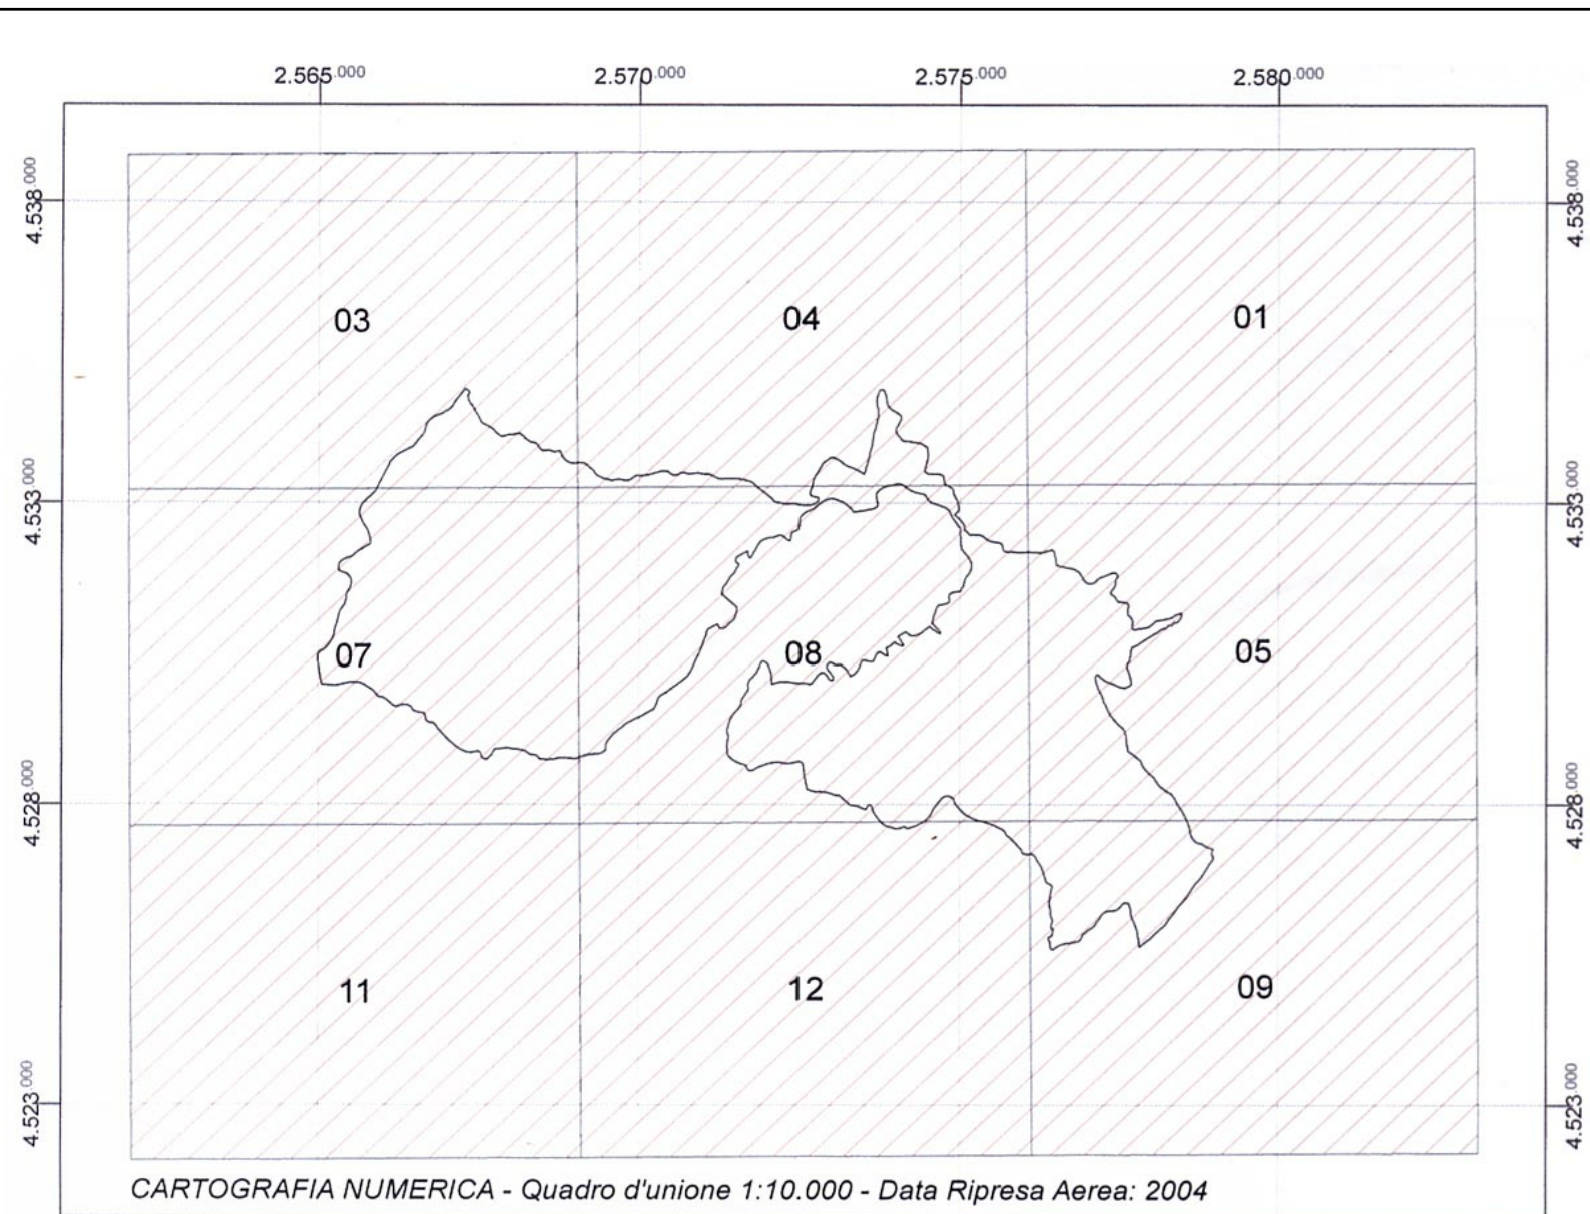 2.565.000 2.570.000 2.575.000 2.580.000
4.538.000 4.538.000
03 04 01
4.533.000 4.533.000
07 08 05
4.528.000 4.528.000
11 12 09
4.523.000 4.523.000
CARTOGRAFIA NUMERICA - Quadro d'unione 1:10.000 - Data Ripresa Aerea: 2004